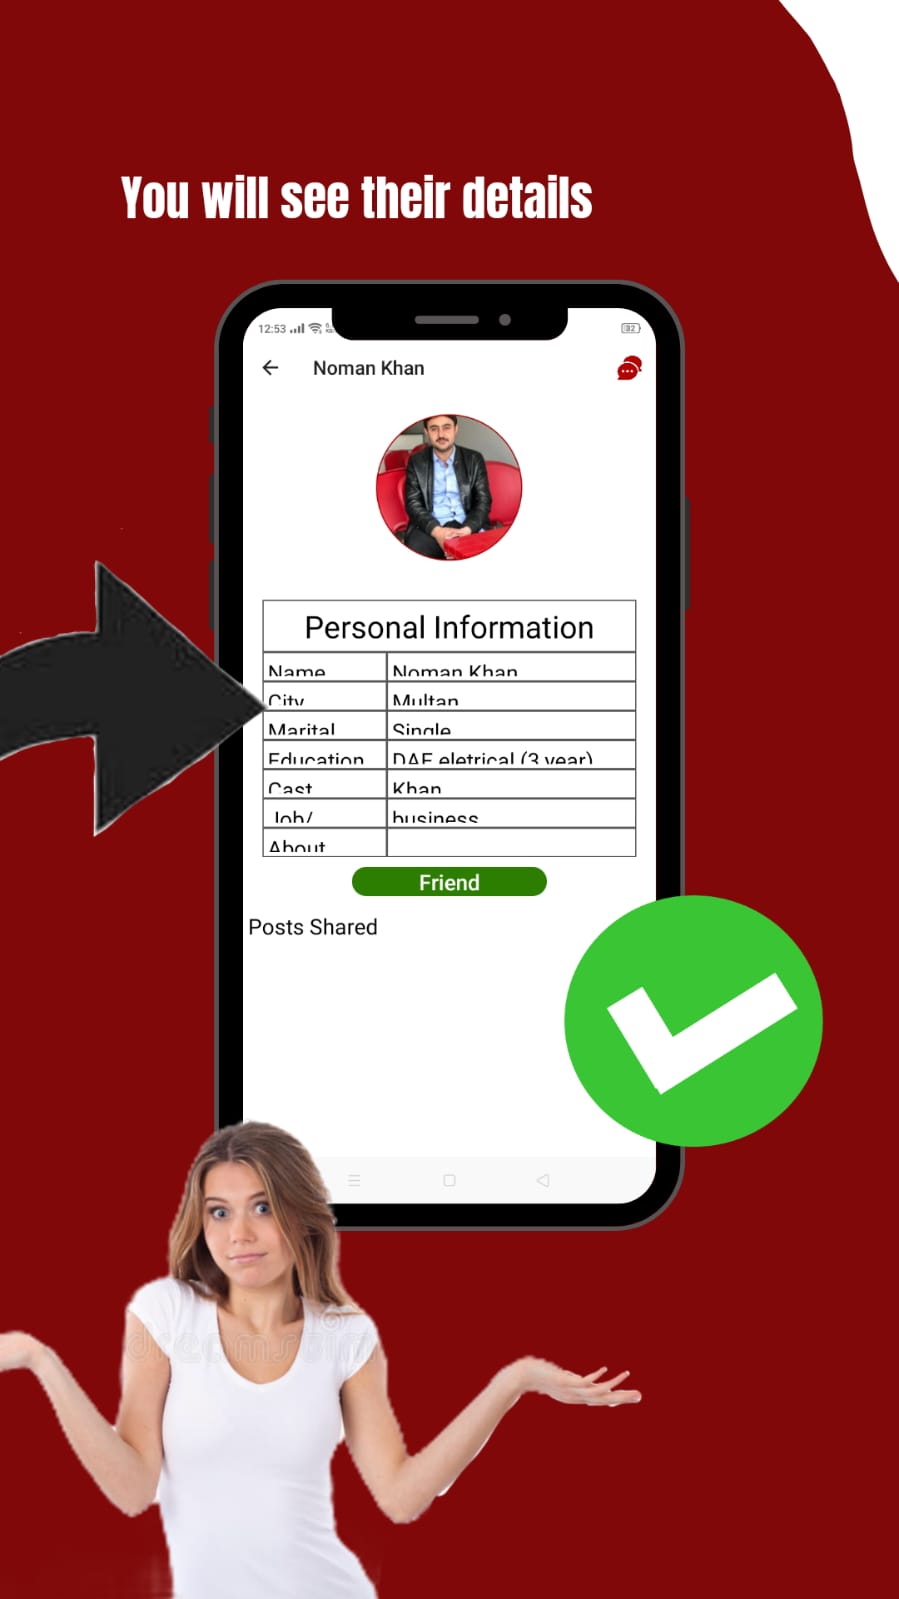 You will see their details
12:53
32
Noman Khan
Personal Information
Name Noman Khan
City Multan
Marital Single
Education DAE eletrical (3 year)
Cast Khan
Job/ business
About
Friend
Posts Shared
dreamstime